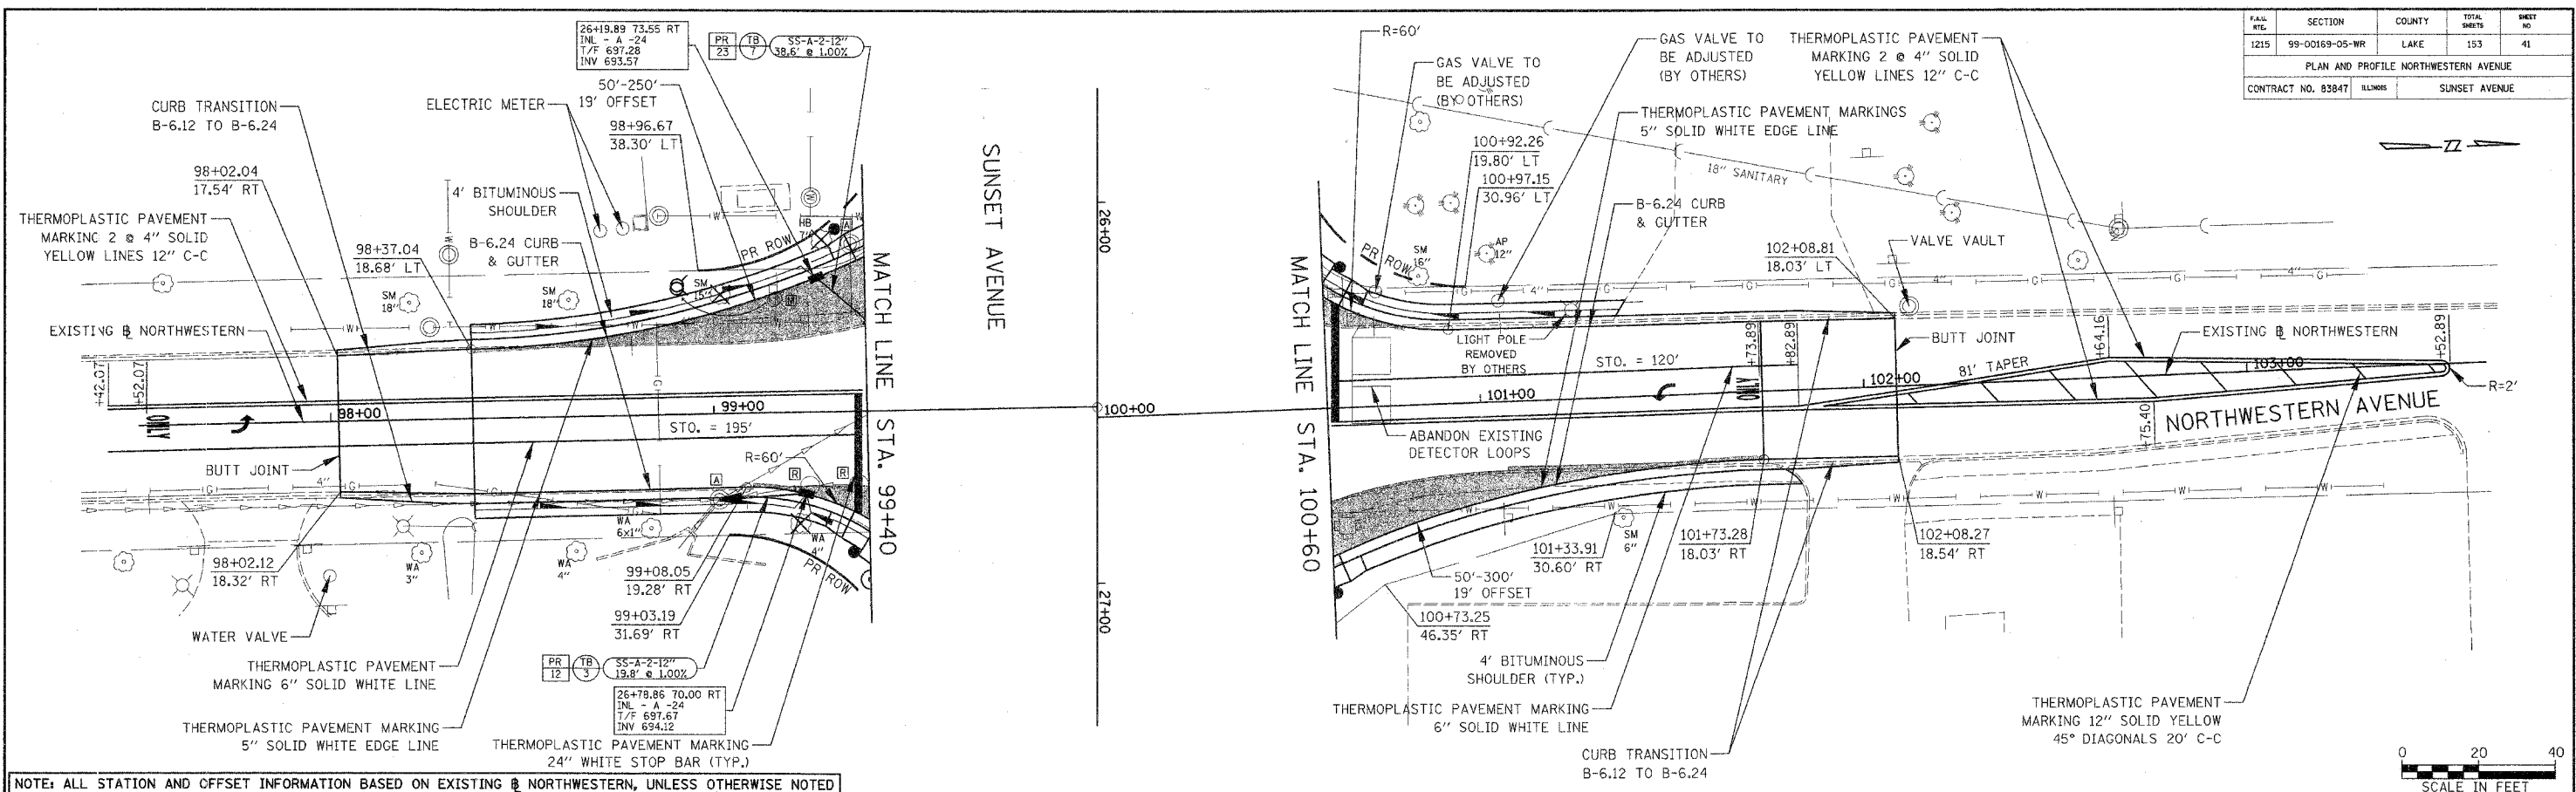 F.A.U. RTE.
SECTION
COUNTY
TOTAL SHEETS
SHEET NO
1215
99-00169-05-WR
LAKE
153
41
PLAN AND PROFILE NORTHWESTERN AVENUE
CONTRACT NO. 83847
ILLINOIS
SUNSET AVENUE
26+19.89 73.55 RT
INL - A -24
T/F 697.28
INV 693.57
PR
23
TB
7
SS-A-2-12"
38.6' @ 1.00%
50'-250'
19' OFFSET
CURB TRANSITION
B-6.12 TO B-6.24
ELECTRIC METER
98+96.67
38.30' LT
98+02.04
17.54' RT
4' BITUMINOUS
SHOULDER
THERMOPLASTIC PAVEMENT
MARKING 2 @ 4" SOLID
YELLOW LINES 12" C-C
98+37.04
18.68' LT
B-6.24 CURB
& GUTTER
PR ROW
HB
7"
A
SM
18"
SM
18"
SM
15"
M
EXISTING ℄ NORTHWESTERN
W
W
W
W
W
+42.07
+52.07
ONLY
98+00
99+00
STO. = 195'
BUTT JOINT
R=60'
G
G
4"
G
A
R
R
W
W
WA
6x1"
WA
4"
WA
3"
WA
4"
PR ROW
98+02.12
18.32' RT
99+08.05
19.28' RT
99+03.19
31.69' RT
WATER VALVE
THERMOPLASTIC PAVEMENT
MARKING 6" SOLID WHITE LINE
PR
12
TB
3
SS-A-2-12"
19.8' @ 1.00%
26+78.86 70.00 RT
INL - A -24
T/F 697.67
INV 694.12
THERMOPLASTIC PAVEMENT MARKING
5" SOLID WHITE EDGE LINE
THERMOPLASTIC PAVEMENT MARKING
24" WHITE STOP BAR (TYP.)
NOTE: ALL STATION AND OFFSET INFORMATION BASED ON EXISTING ℄ NORTHWESTERN, UNLESS OTHERWISE NOTED
MATCH LINE STA. 99+40
SUNSET AVENUE
26+00
100+00
27+00
MATCH LINE STA. 100+60
R=60'
GAS VALVE TO
BE ADJUSTED
(BY OTHERS)
GAS VALVE TO
BE ADJUSTED
(BY OTHERS)
THERMOPLASTIC PAVEMENT
MARKING 2 @ 4" SOLID
YELLOW LINES 12" C-C
THERMOPLASTIC PAVEMENT MARKINGS
5" SOLID WHITE EDGE LINE
100+92.26
19.80' LT
100+97.15
30.96' LT
18" SANITARY
B-6.24 CURB
& GUTTER
PR ROW
SM
16"
AP
12"
102+08.81
18.03' LT
VALVE VAULT
G
4"
G
G
G
G
4"
G
G
4"
G
LIGHT POLE
REMOVED
BY OTHERS
+73.89
+82.89
BUTT JOINT
+64.16
EXISTING ℄ NORTHWESTERN
+52.89
STO. = 120'
81' TAPER
101+00
ONLY
102+00
103+00
R=2'
NORTHWESTERN AVENUE
+75.40
ABANDON EXISTING
DETECTOR LOOPS
W
W
W
W
W
W
SM
6"
101+33.91
30.60' RT
101+73.28
18.03' RT
102+08.27
18.54' RT
50'-300'
19' OFFSET
100+73.25
46.35' RT
4' BITUMINOUS
SHOULDER (TYP.)
THERMOPLASTIC PAVEMENT MARKING
6" SOLID WHITE LINE
CURB TRANSITION
B-6.12 TO B-6.24
THERMOPLASTIC PAVEMENT
MARKING 12" SOLID YELLOW
45° DIAGONALS 20' C-C
0
20
40
SCALE IN FEET